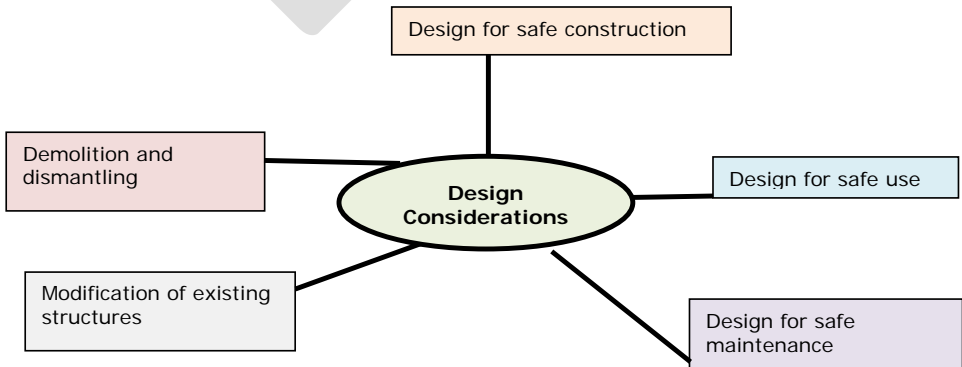 Design for safe construction
Demolition and
dismantling
Design
Considerations
Design for safe use
Modification of existing
structures
Design for safe
maintenance